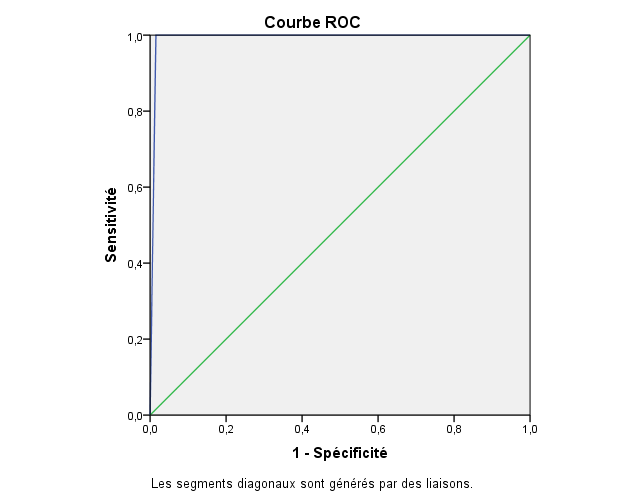 Courbe ROC
1,0
0,8
0,6
0,4
0,2
0,0
Sensitivité
0,0 0,2 0,4 0,6 0,8 1,0
1 - Spécificité
Les segments diagonaux sont générés par des liaisons.